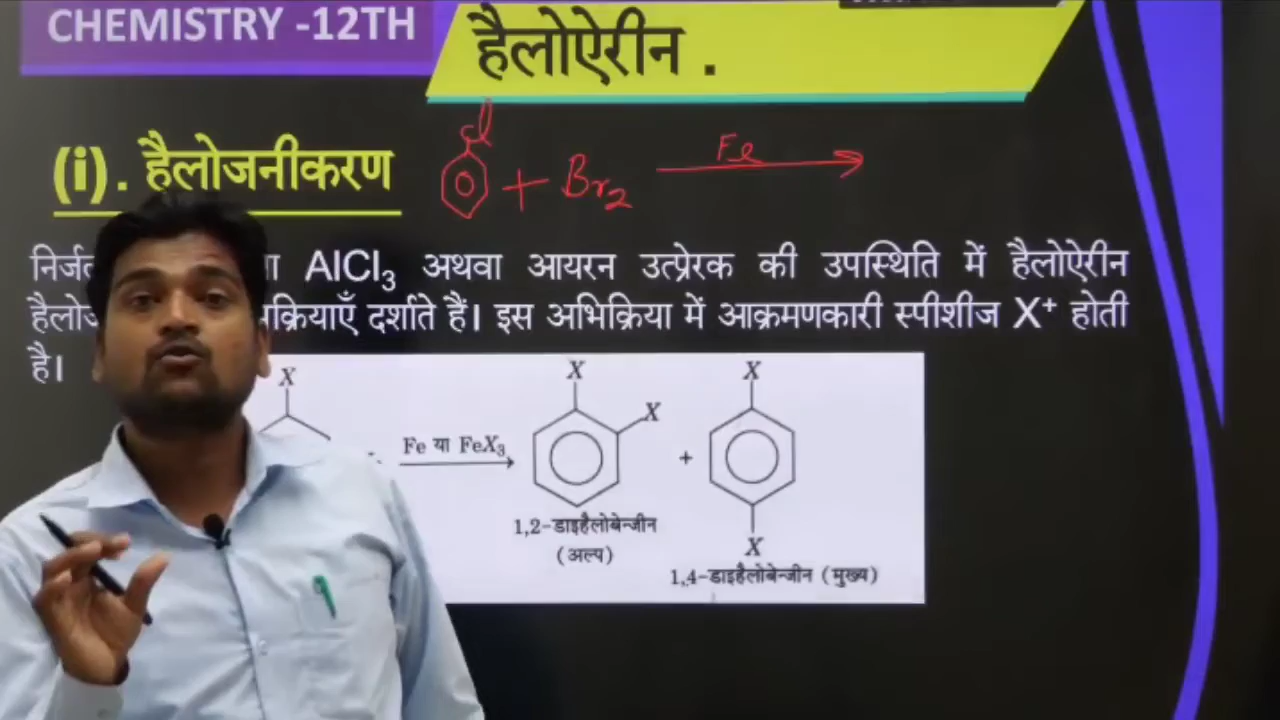 CHEMISTRY -12TH
हैलोऐरीन .
(i). हैलोजनीकरण
Cl
+ Br₂ Fe
AlCl₃ अथवा आयरन उत्प्रेरक की उपस्थिति में हैलोऐरीन
दर्शाते हैं। इस अभिक्रिया में आक्रमणकारी स्पीशीज X⁺ होती
है।
X
X
X
X
Fe या FeX₃
+
1,2-डाइहैलोबेन्जीन
(अल्प)
X
1,4-डाइहैलोबेन्जीन (मुख्य)